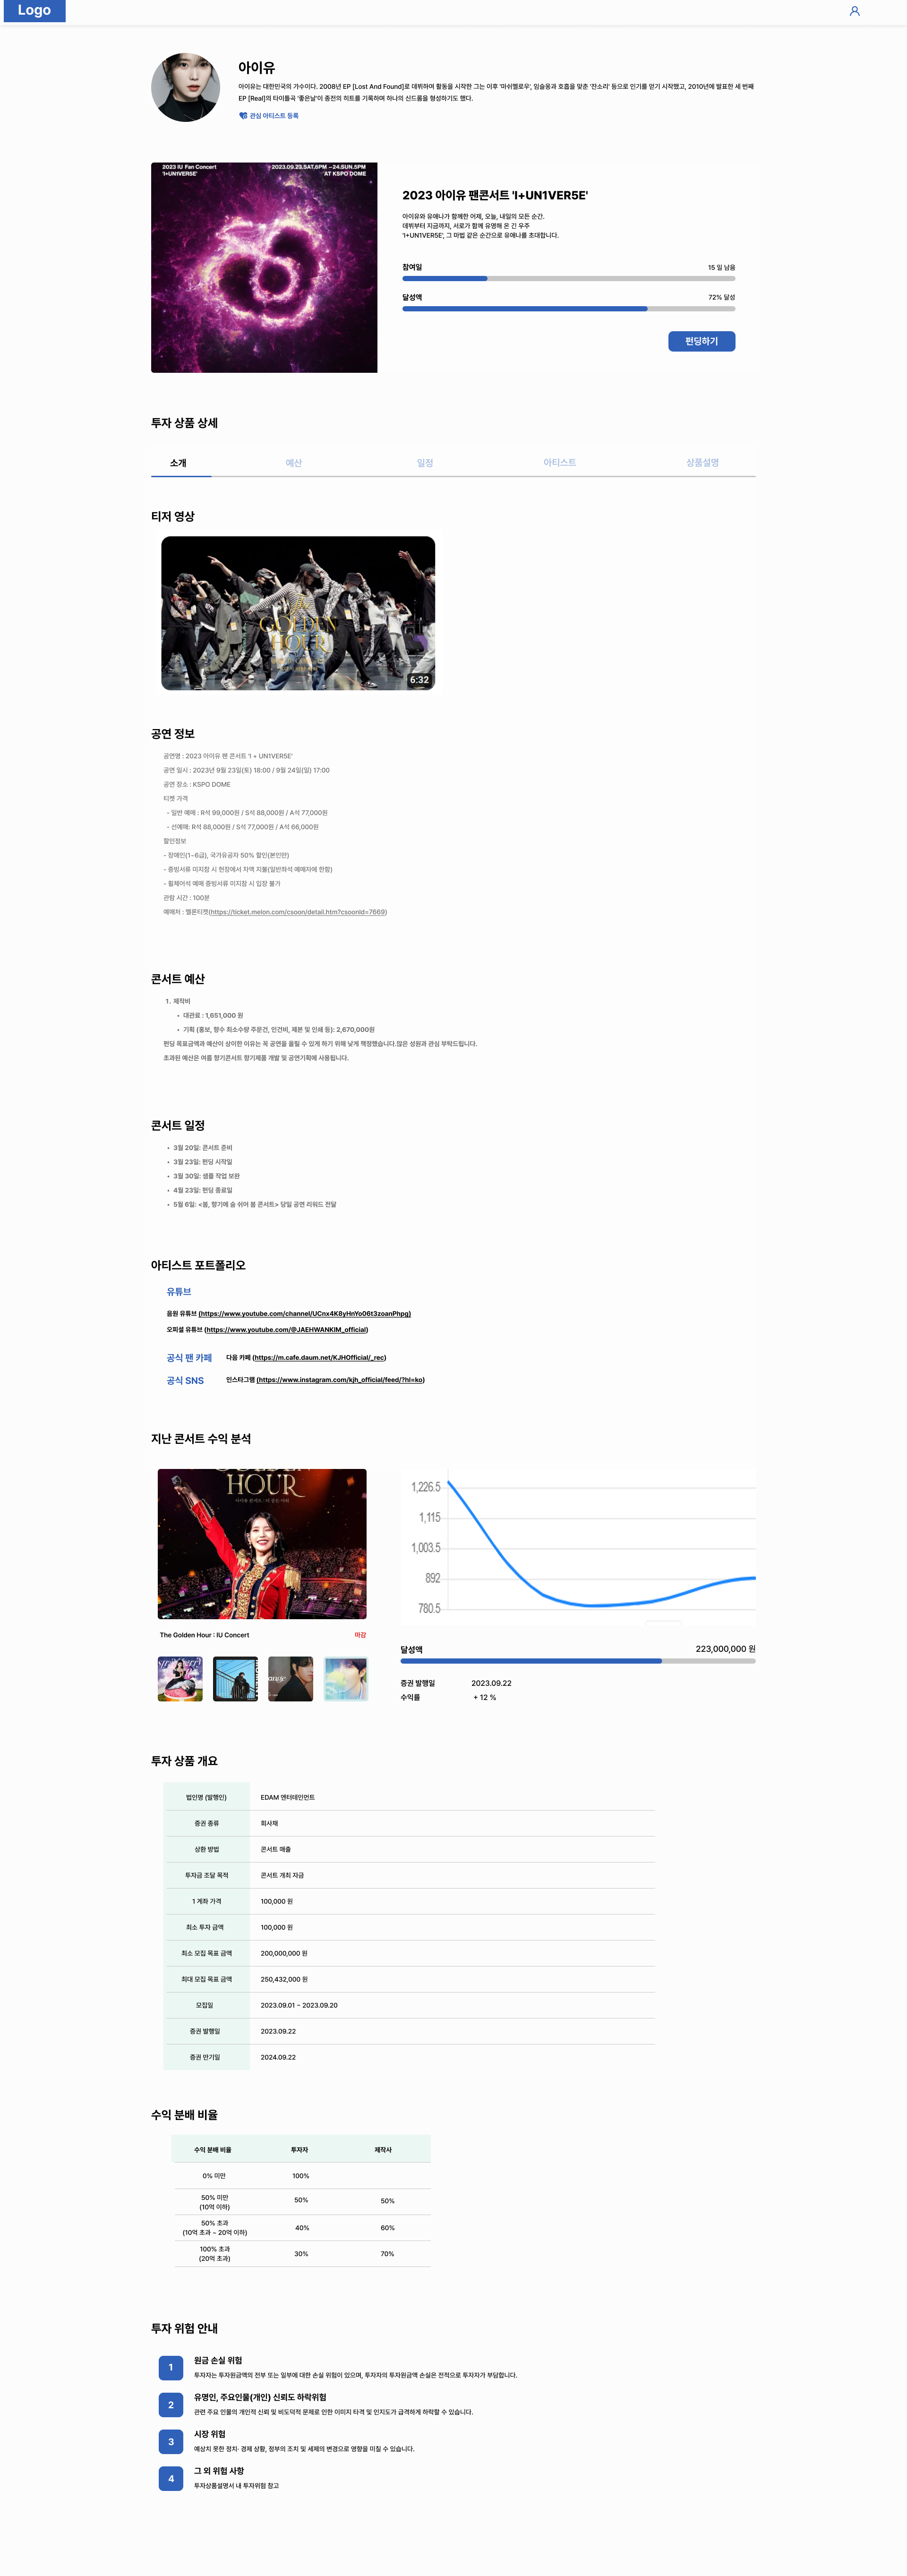 Logo
아이유
아이유는 대한민국의 가수이다. 2008년 EP [Lost And Found]로 데뷔하여 활동을 시작한 그는 이후 '마쉬멜로우', 임슬옹과 호흡을 맞춘 '잔소리' 등으로 인기를 얻기 시작했고, 2010년에 발표한 세 번째
EP [Real]의 타이틀곡 '좋은날'이 종전의 히트를 기록하며 하나의 신드롬을 형성하기도 했다.
관심 아티스트 등록
2023 IU Fan Concert
'I+UN1VER5E'
2023.09.23.SAT.6PM –24.SUN.5PM
AT KSPO DOME
2023 아이유 팬콘서트 'I+UN1VER5E'
아이유와 유애나가 함께한 어제, 오늘, 내일의 모든 순간.
데뷔부터 지금까지, 서로가 함께 유영해 온 긴 우주
'I+UN1VER5E', 그 마법 같은 순간으로 유애나를 초대합니다.
참여일
15 일 남음
달성액
72% 달성
펀딩하기
투자 상품 상세
소개
예산
일정
아티스트
상품설명
티저 영상
The
GOLDEN
HOUR
6:32
공연 정보
공연명 : 2023 아이유 팬 콘서트 'I + UN1VER5E'
공연 일시 : 2023년 9월 23일(토) 18:00 / 9월 24일(일) 17:00
공연 장소 : KSPO DOME
티켓 가격
- 일반 예매 : R석 99,000원 / S석 88,000원 / A석 77,000원
- 선예매: R석 88,000원 / S석 77,000원 / A석 66,000원
할인정보
- 장애인(1~6급), 국가유공자 50% 할인(본인만)
- 증빙서류 미지참 시 현장에서 차액 지불(일반좌석 예매자에 한함)
- 휠체어석 예매 증빙서류 미지참 시 입장 불가
관람 시간 : 100분
예매처 : 멜론티켓(https://ticket.melon.com/csoon/detail.htm?csoonId=7669)
콘서트 예산
1. 제작비
• 대관료 : 1,651,000 원
• 기획 (홍보, 향수 최소수량 주문건, 인건비, 제본 및 인쇄 등): 2,670,000원
펀딩 목표금액과 예산이 상이한 이유는 꼭 공연을 올릴 수 있게 하기 위해 낮게 책정했습니다.많은 성원과 관심 부탁드립니다.
초과된 예산은 여름 향기콘서트 향기제품 개발 및 공연기획에 사용됩니다.
콘서트 일정
• 3월 20일: 콘서트 준비
• 3월 23일: 펀딩 시작일
• 3월 30일: 샘플 작업 보완
• 4월 23일: 펀딩 종료일
• 5월 6일: <봄, 향기에 숨 쉬어 봄 콘서트> 당일 공연 리워드 전달
아티스트 포트폴리오
유튜브
음원 유튜브 (https://www.youtube.com/channel/UCnx4K8yHnYo06t3zoanPhpg)
오피셜 유튜브 (https://www.youtube.com/@JAEHWANKIM_official)
공식 팬 카페
다음 카페 (https://m.cafe.daum.net/KJHOfficial/_rec)
공식 SNS
인스타그램 (https://www.instagram.com/kjh_official/feed/?hl=ko)
지난 콘서트 수익 분석
GOLDEN
HOUR
1,226.5
1,115
1,003.5
892
780.5
The Golden Hour : IU Concert
마감
달성액
223,000,000 원
증권 발행일
2023.09.22
수익률
+ 12 %
투자 상품 개요
법인명 (발행인)
EDAM 엔터테인먼트
증권 종류
회사채
상환 방법
콘서트 매출
투자금 조달 목적
콘서트 개최 자금
1 계좌 가격
100,000 원
최소 투자 금액
100,000 원
최소 모집 목표 금액
200,000,000 원
최대 모집 목표 금액
250,432,000 원
모집일
2023.09.01 ~ 2023.09.20
증권 발행일
2023.09.22
증권 만기일
2024.09.22
수익 분배 비율
수익 분배 비율
투자자
제작사
0% 미만
100%
50% 미만
(10억 이하)
50%
50%
50% 초과
(10억 초과 ~ 20억 이하)
40%
60%
100% 초과
(20억 초과)
30%
70%
투자 위험 안내
1
원금 손실 위험
투자자는 투자원금액의 전부 또는 일부에 대한 손실 위험이 있으며, 투자자의 투자원금액 손실은 전적으로 투자자가 부담합니다.
2
유명인, 주요인물(개인) 신뢰도 하락위험
관련 주요 인물의 개인적 신뢰 및 비도덕적 문제로 인한 이미지 타격 및 인지도가 급격하게 하락할 수 있습니다.
3
시장 위험
예상치 못한 정치· 경제 상황, 정부의 조치 및 세제의 변경으로 영향을 미칠 수 있습니다.
4
그 외 위험 사항
투자상품설명서 내 투자위험 참고